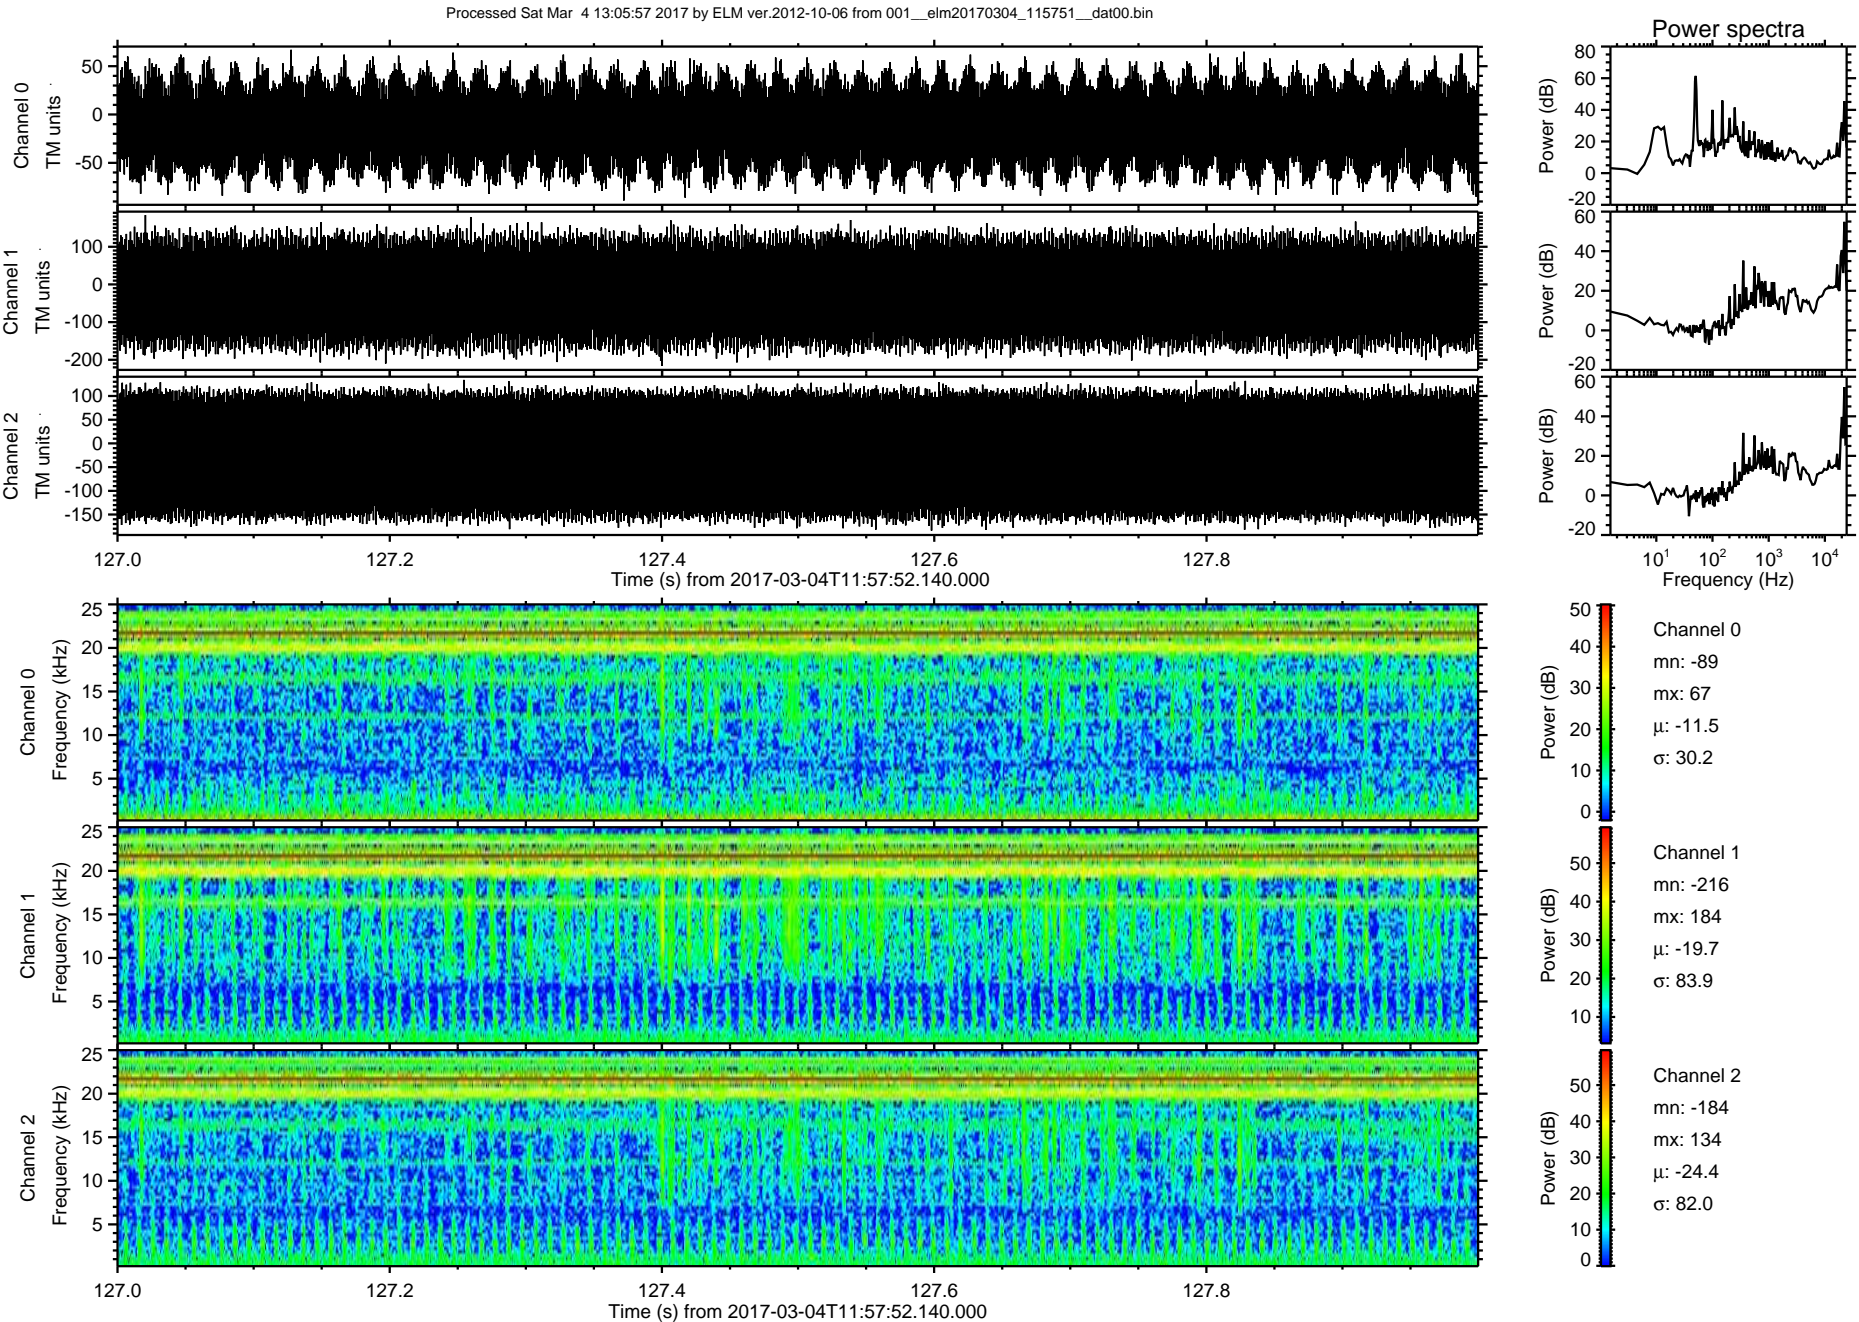 Processed Sat Mar  4 13:05:57 2017 by ELM ver.2012-10-06 from 001__elm20170304_115751__dat00.bin
Power spectra
Channel 0
TM units
50
0
-50
Power (dB)
80
60
40
20
0
-20
Channel 1
TM units
100
0
-100
-200
Power (dB)
60
40
20
0
-20
Channel 2
TM units
100
50
0
-50
-100
-150
Power (dB)
60
40
20
0
-20
127.0 127.2 127.4 127.6 127.8
Time (s) from 2017-03-04T11:57:52.140.000
10¹ 10² 10³ 10⁴
Frequency (Hz)
Channel 0
Frequency (kHz)
25
20
15
10
5
Power (dB)
50
40
30
20
10
0
Channel 0
mn: -89
mx: 67
μ: -11.5
σ: 30.2
Channel 1
Frequency (kHz)
25
20
15
10
5
Power (dB)
50
40
30
20
10
Channel 1
mn: -216
mx: 184
μ: -19.7
σ: 83.9
Channel 2
Frequency (kHz)
25
20
15
10
5
Power (dB)
50
40
30
20
10
0
Channel 2
mn: -184
mx: 134
μ: -24.4
σ: 82.0
127.0 127.2 127.4 127.6 127.8
Time (s) from 2017-03-04T11:57:52.140.000